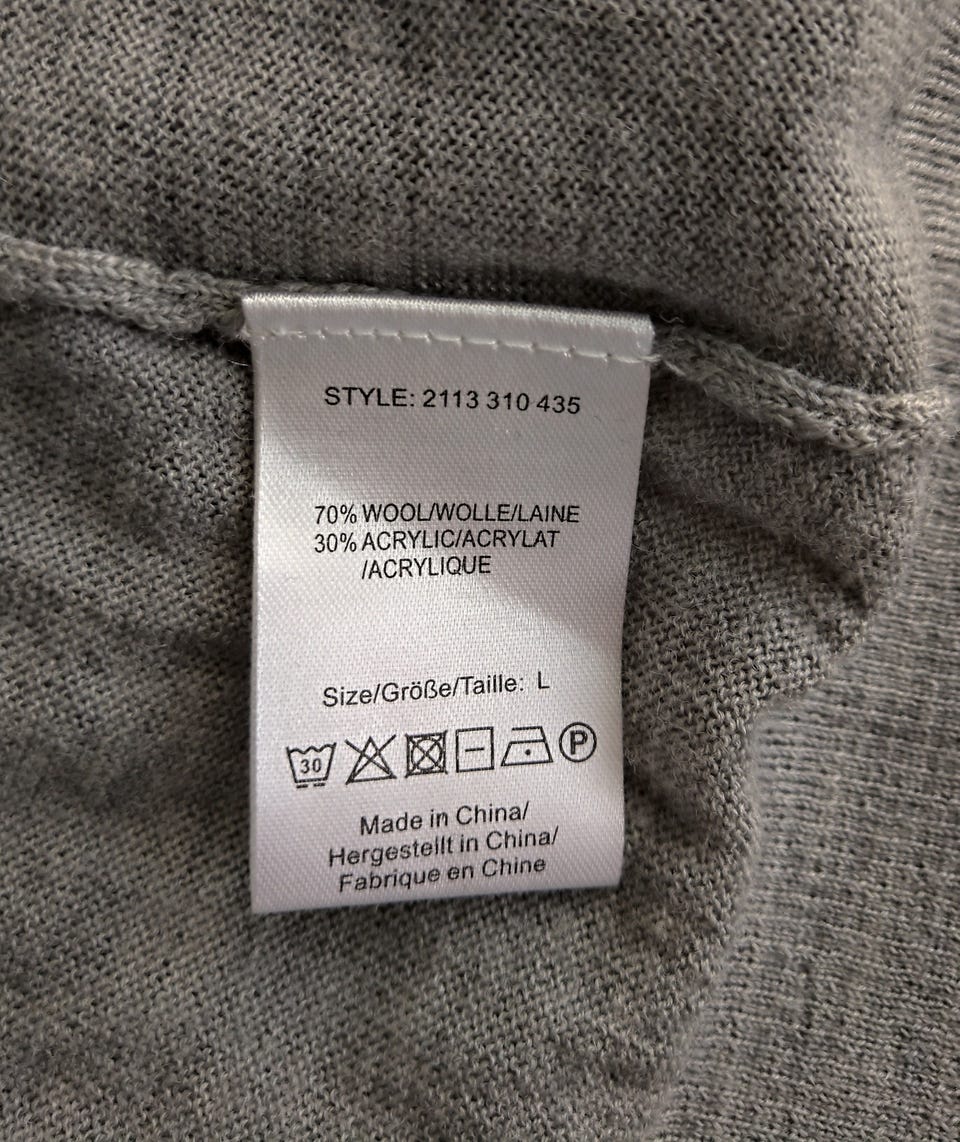 STYLE: 2113 310 435
70% WOOL/WOLLE/LAINE
30% ACRYLIC/ACRYLAT
/ACRYLIQUE
Size/Größe/Taille: L
30 P
Made in China/
Hergestellt in China/
Fabrique en Chine